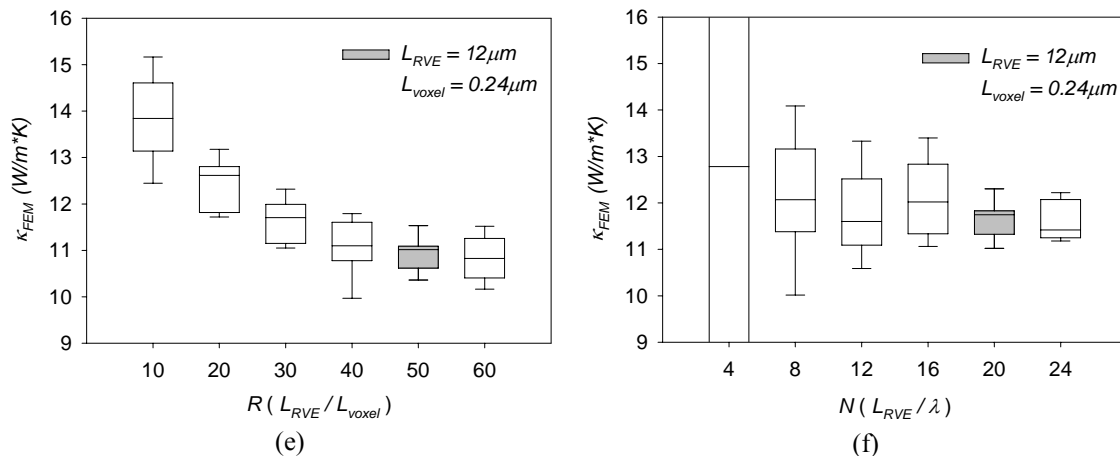 16
15
14
13
12
11
10
9
κFEM (W/m*K)
LRVE = 12μm
Lvoxel = 0.24μm
10 20 30 40 50 60
R ( LRVE / Lvoxel )
(e)
16
15
14
13
12
11
10
9
κFEM (W/m*K)
LRVE = 12μm
Lvoxel = 0.24μm
4 8 12 16 20 24
N ( LRVE / λ )
(f)